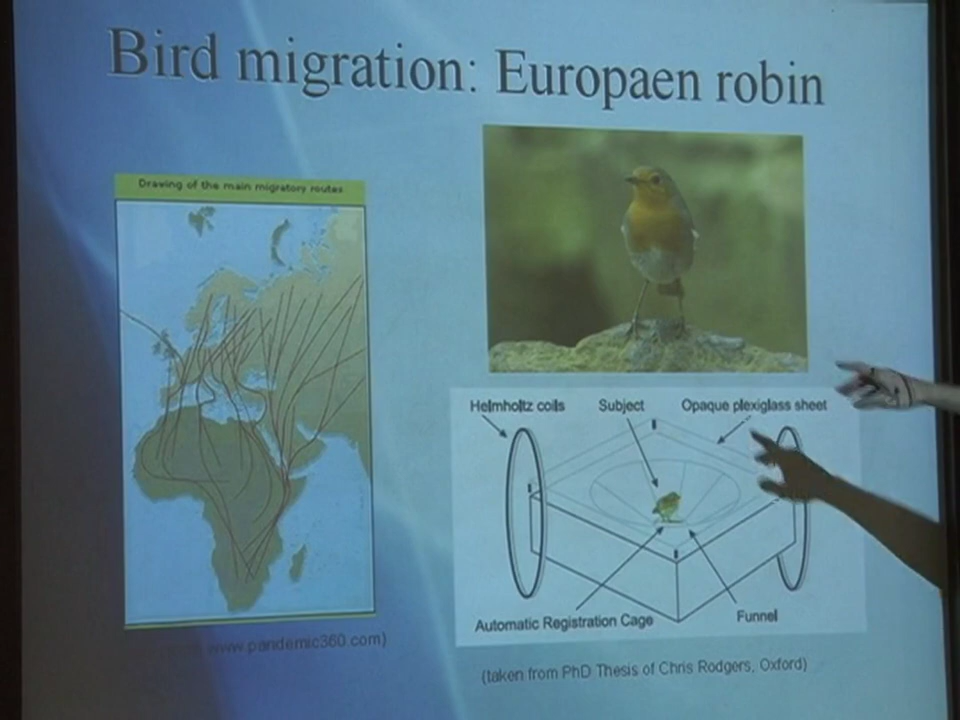 Bird migration: Europaen robin
Drawing of the main migratory routes
Helmholtz coils
Subject
Opaque plexiglass sheet
Automatic Registration Cage
Funnel
www.pandemic360.com)
(taken from PhD Thesis of Chris Rodgers, Oxford)